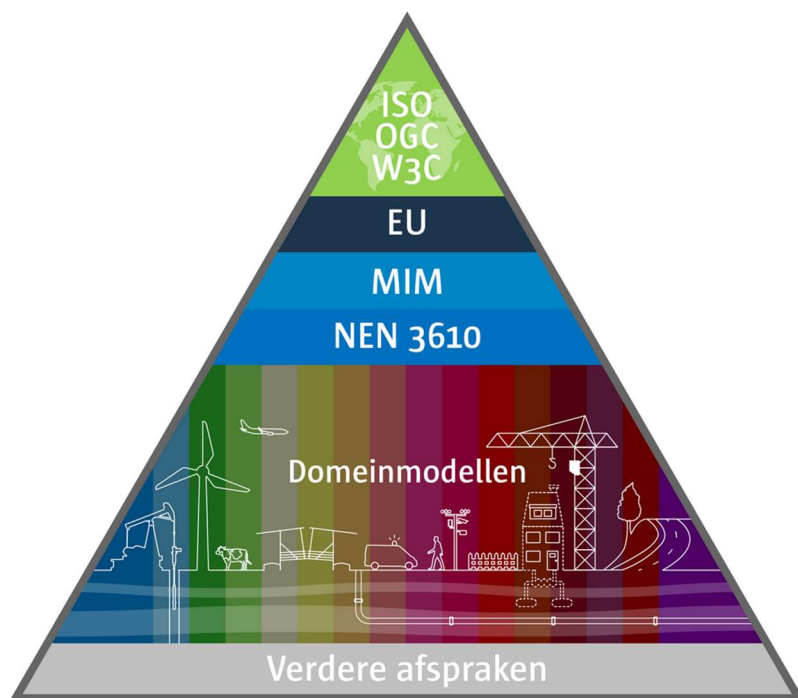 ISO
OGC
W3C
EU
MIM
NEN 3610
Domeinmodellen
Verdere afspraken